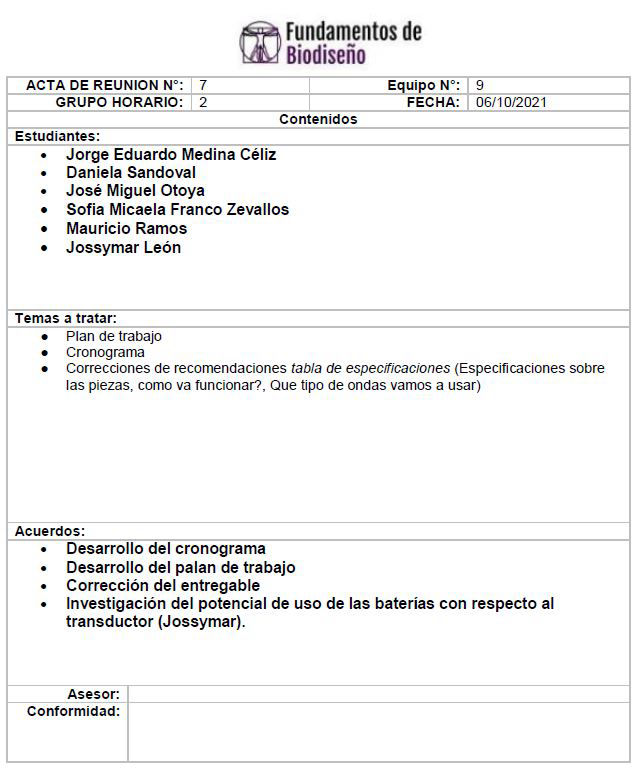 Fundamentos de
Biodiseño
ACTA DE REUNION N°: 7 Equipo N°: 9
GRUPO HORARIO: 2 FECHA: 06/10/2021
Contenidos
Estudiantes:
• Jorge Eduardo Medina Céliz
• Daniela Sandoval
• José Miguel Otoya
• Sofia Micaela Franco Zevallos
• Mauricio Ramos
• Jossymar León
Temas a tratar:
• Plan de trabajo
• Cronograma
• Correcciones de recomendaciones tabla de especificaciones (Especificaciones sobre
las piezas, como va funcionar?, Que tipo de ondas vamos a usar)
Acuerdos:
• Desarrollo del cronograma
• Desarrollo del palan de trabajo
• Corrección del entregable
• Investigación del potencial de uso de las baterías con respecto al
transductor (Jossymar).
Asesor:
Conformidad: